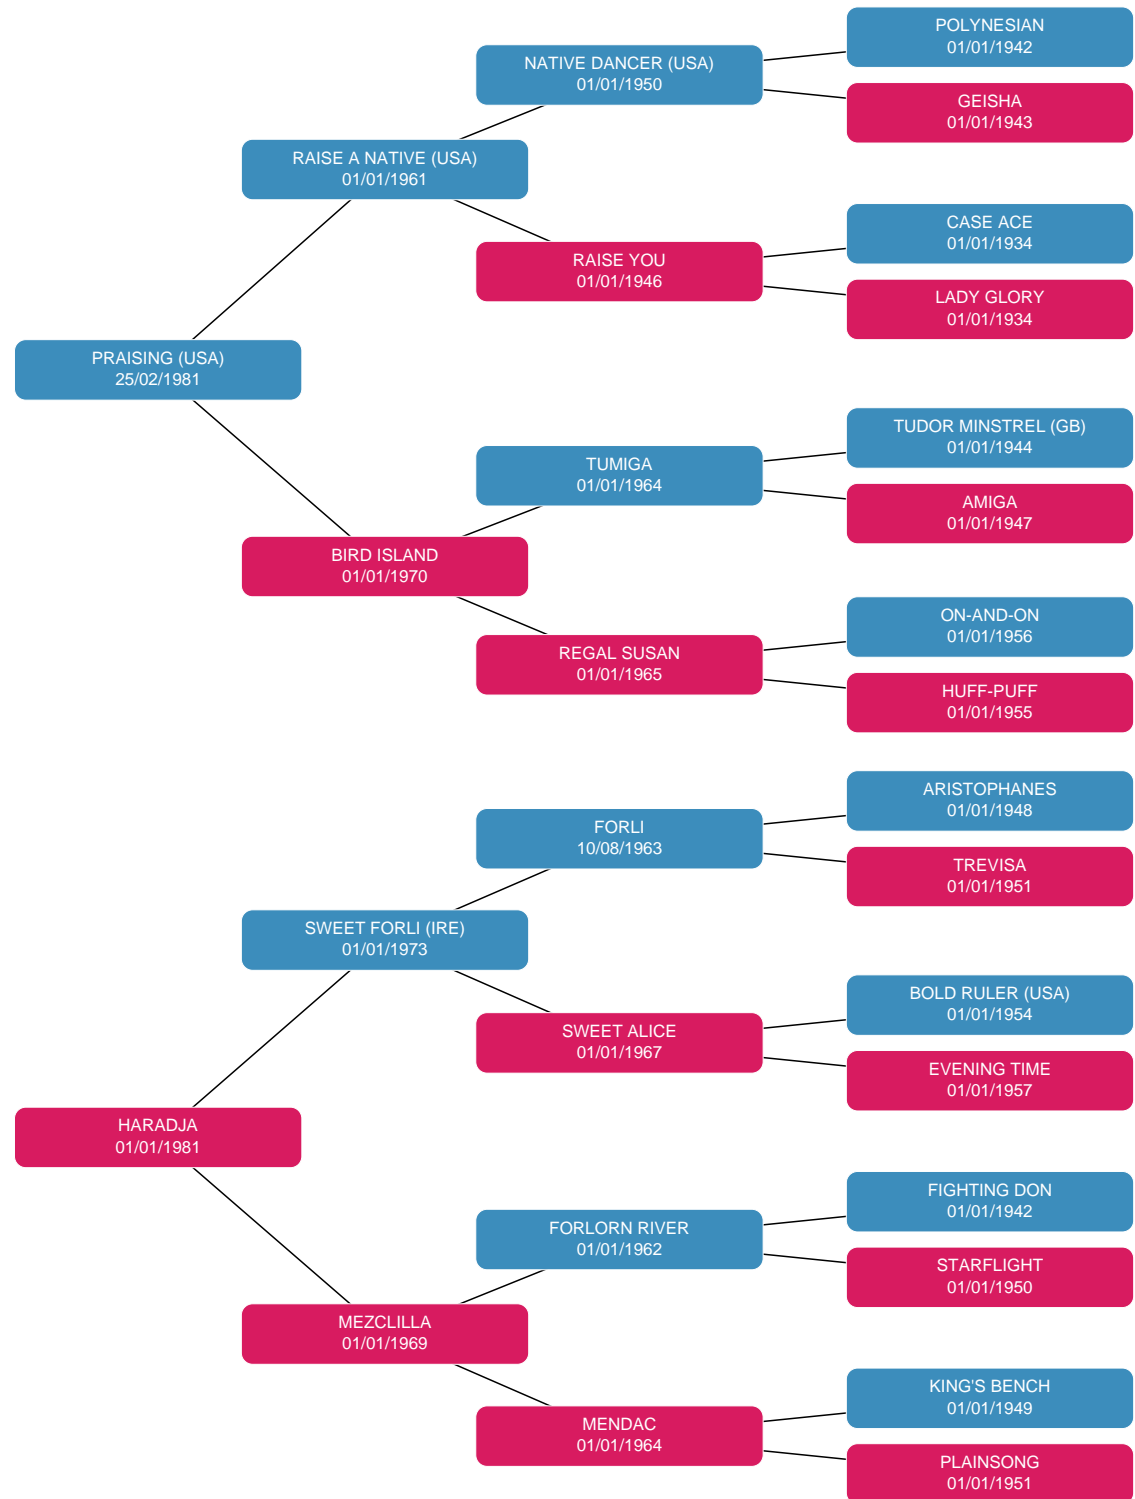 POLYNESIAN
01/01/1942
NATIVE DANCER (USA)
01/01/1950
GEISHA
01/01/1943
RAISE A NATIVE (USA)
01/01/1961
CASE ACE
01/01/1934
RAISE YOU
01/01/1946
LADY GLORY
01/01/1934
PRAISING (USA)
25/02/1981
TUDOR MINSTREL (GB)
01/01/1944
TUMIGA
01/01/1964
AMIGA
01/01/1947
BIRD ISLAND
01/01/1970
ON-AND-ON
01/01/1956
REGAL SUSAN
01/01/1965
HUFF-PUFF
01/01/1955
ARISTOPHANES
01/01/1948
FORLI
10/08/1963
TREVISA
01/01/1951
SWEET FORLI (IRE)
01/01/1973
BOLD RULER (USA)
01/01/1954
SWEET ALICE
01/01/1967
EVENING TIME
01/01/1957
HARADJA
01/01/1981
FIGHTING DON
01/01/1942
FORLORN RIVER
01/01/1962
STARFLIGHT
01/01/1950
MEZCLILLA
01/01/1969
KING'S BENCH
01/01/1949
MENDAC
01/01/1964
PLAINSONG
01/01/1951